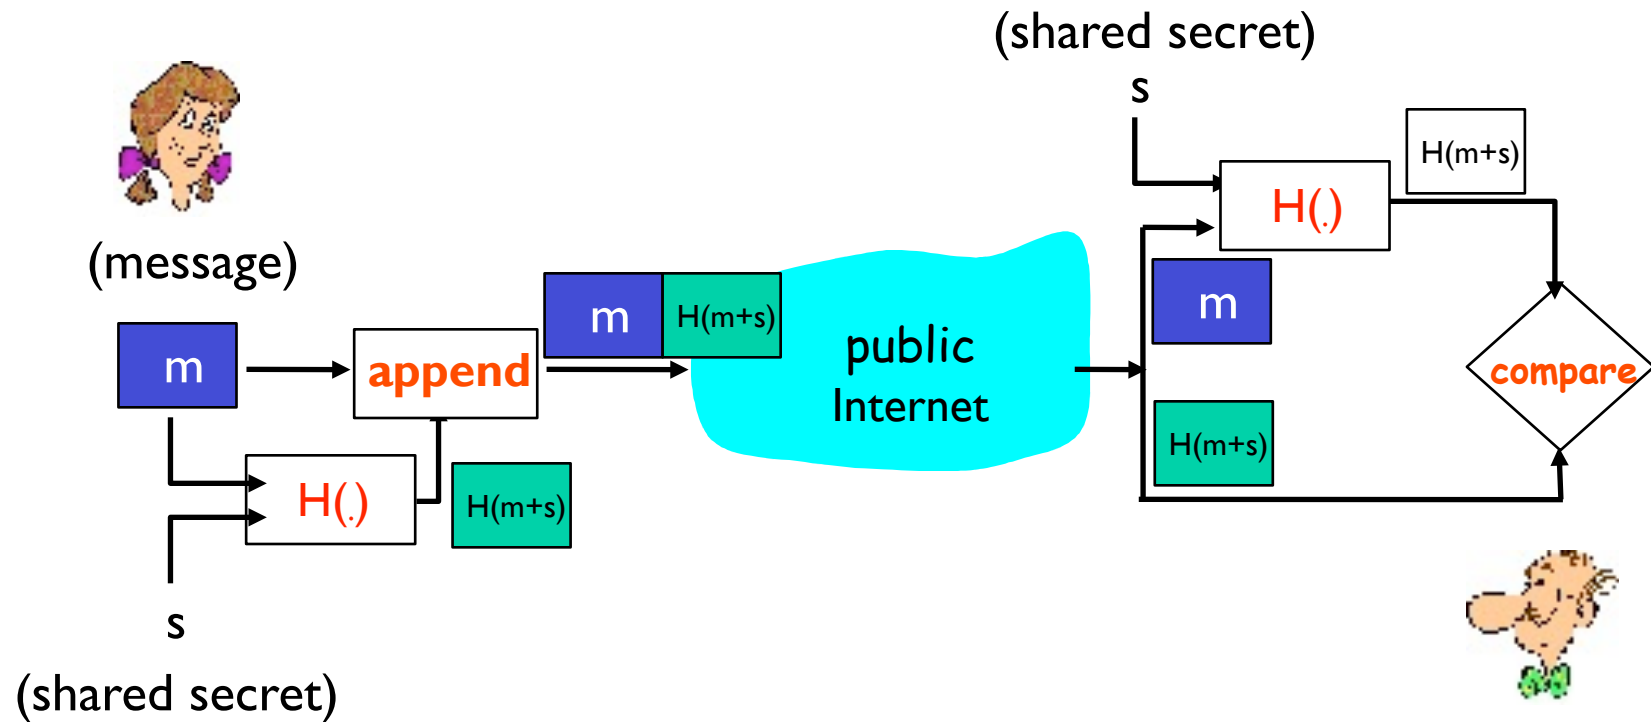 (shared secret)
s
H(m+s)
H(.)
(message)
m
H(m+s)
m
m
append
public
Internet
compare
H(m+s)
H(.)
H(m+s)
s
(shared secret)